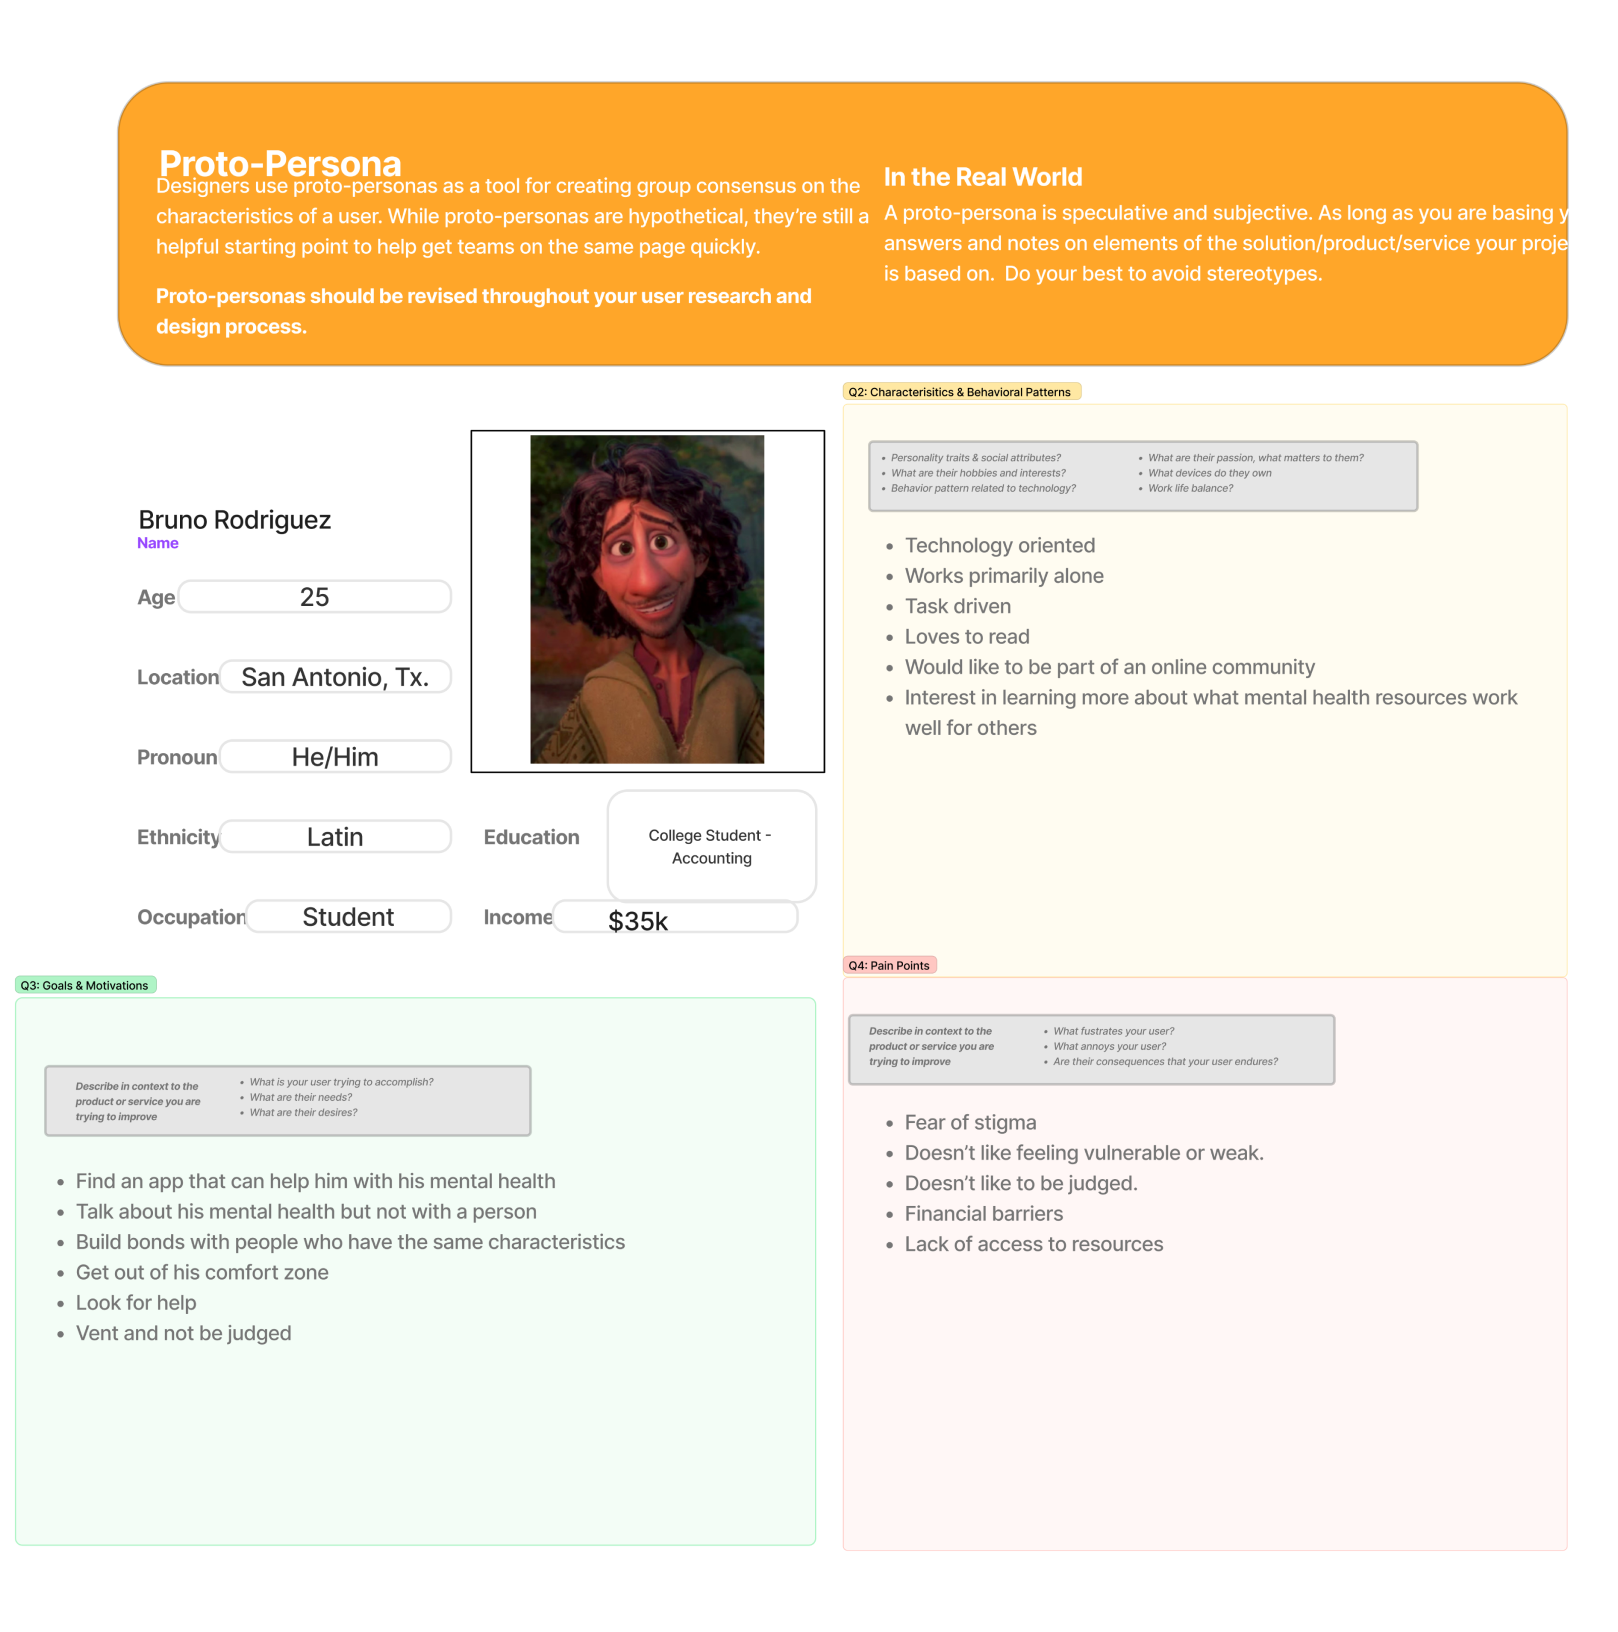 Proto-Persona
Designers use proto-personas as a tool for creating group consensus on the
characteristics of a user. While proto-personas are hypothetical, they’re still a
helpful starting point to help get teams on the same page quickly.
Proto-personas should be revised throughout your user research and
design process.
In the Real World
A proto-persona is speculative and subjective. As long as you are basing y
answers and notes on elements of the solution/product/service your proje
is based on.  Do your best to avoid stereotypes.
Bruno Rodriguez
Name
Age 25
Location San Antonio, Tx.
Pronoun He/Him
Ethnicity Latin
Occupation Student
Education College Student -
Accounting
Income $35k
Q2: Characterisitics & Behavioral Patterns
• Personality traits & social attributes?
• What are their hobbies and interests?
• Behavior pattern related to technology?
• What are their passion, what matters to them?
• What devices do they own
• Work life balance?
• Technology oriented
• Works primarily alone
• Task driven
• Loves to read
• Would like to be part of an online community
• Interest in learning more about what mental health resources work
well for others
Q3: Goals & Motivations
Describe in context to the
product or service you are
trying to improve
• What is your user trying to accomplish?
• What are their needs?
• What are their desires?
• Find an app that can help him with his mental health
• Talk about his mental health but not with a person
• Build bonds with people who have the same characteristics
• Get out of his comfort zone
• Look for help
• Vent and not be judged
Q4: Pain Points
Describe in context to the
product or service you are
trying to improve
• What fustrates your user?
• What annoys your user?
• Are their consequences that your user endures?
• Fear of stigma
• Doesn’t like feeling vulnerable or weak.
• Doesn’t like to be judged.
• Financial barriers
• Lack of access to resources